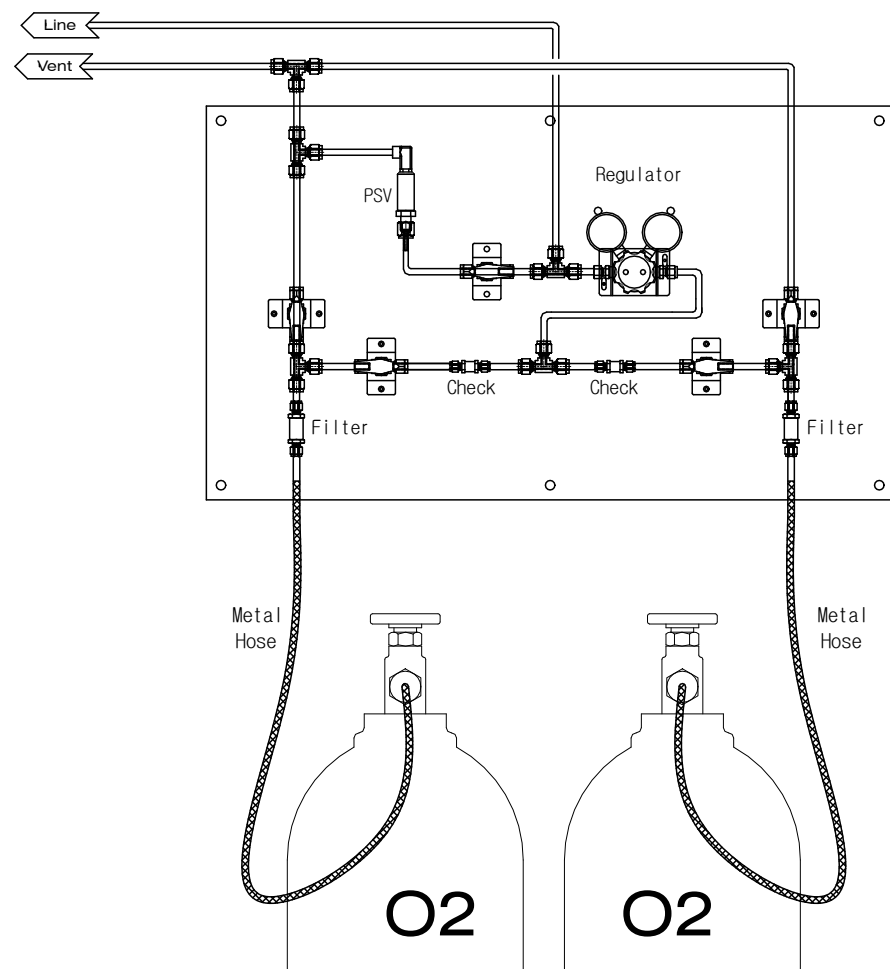 Line
Vent
Regulator
PSV
Check
Check
Filter
Filter
Metal
Hose
Metal
Hose
O2
O2